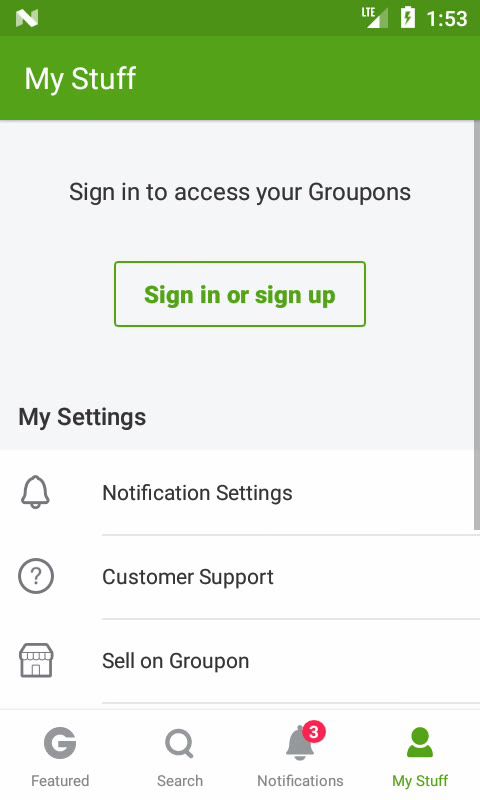 LTE 1:53
My Stuff
Sign in to access your Groupons
Sign in or sign up
My Settings
Notification Settings
? Customer Support
Sell on Groupon
G 3
Featured Search Notifications My Stuff